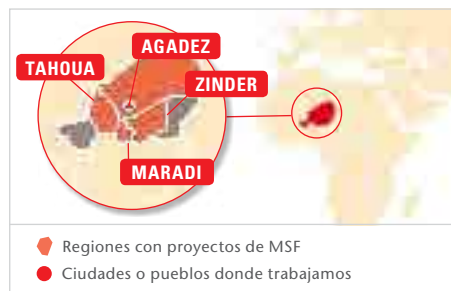 AGADEZ
TAHOUA
ZINDER
MARADI
Regiones con proyectos de MSF
Ciudades o pueblos donde trabajamos